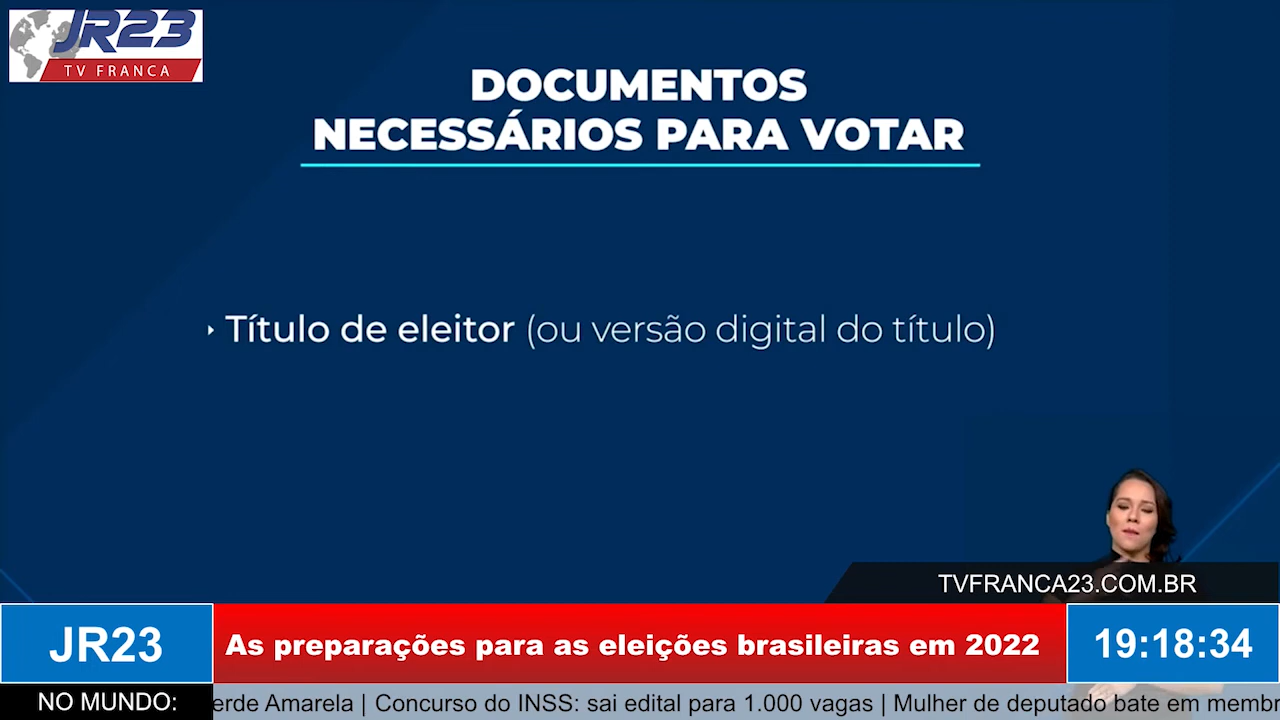 JR23
TV FRANCA
DOCUMENTOS
NECESSÁRIOS PARA VOTAR
Título de eleitor (ou versão digital do título)
TVFRANCA23.COM.BR
JR23
As preparações para as eleições brasileiras em 2022
19:18:34
NO MUNDO:
Amarela | Concurso do INSS: sai edital para 1.000 vagas | Mulher de deputado bate em